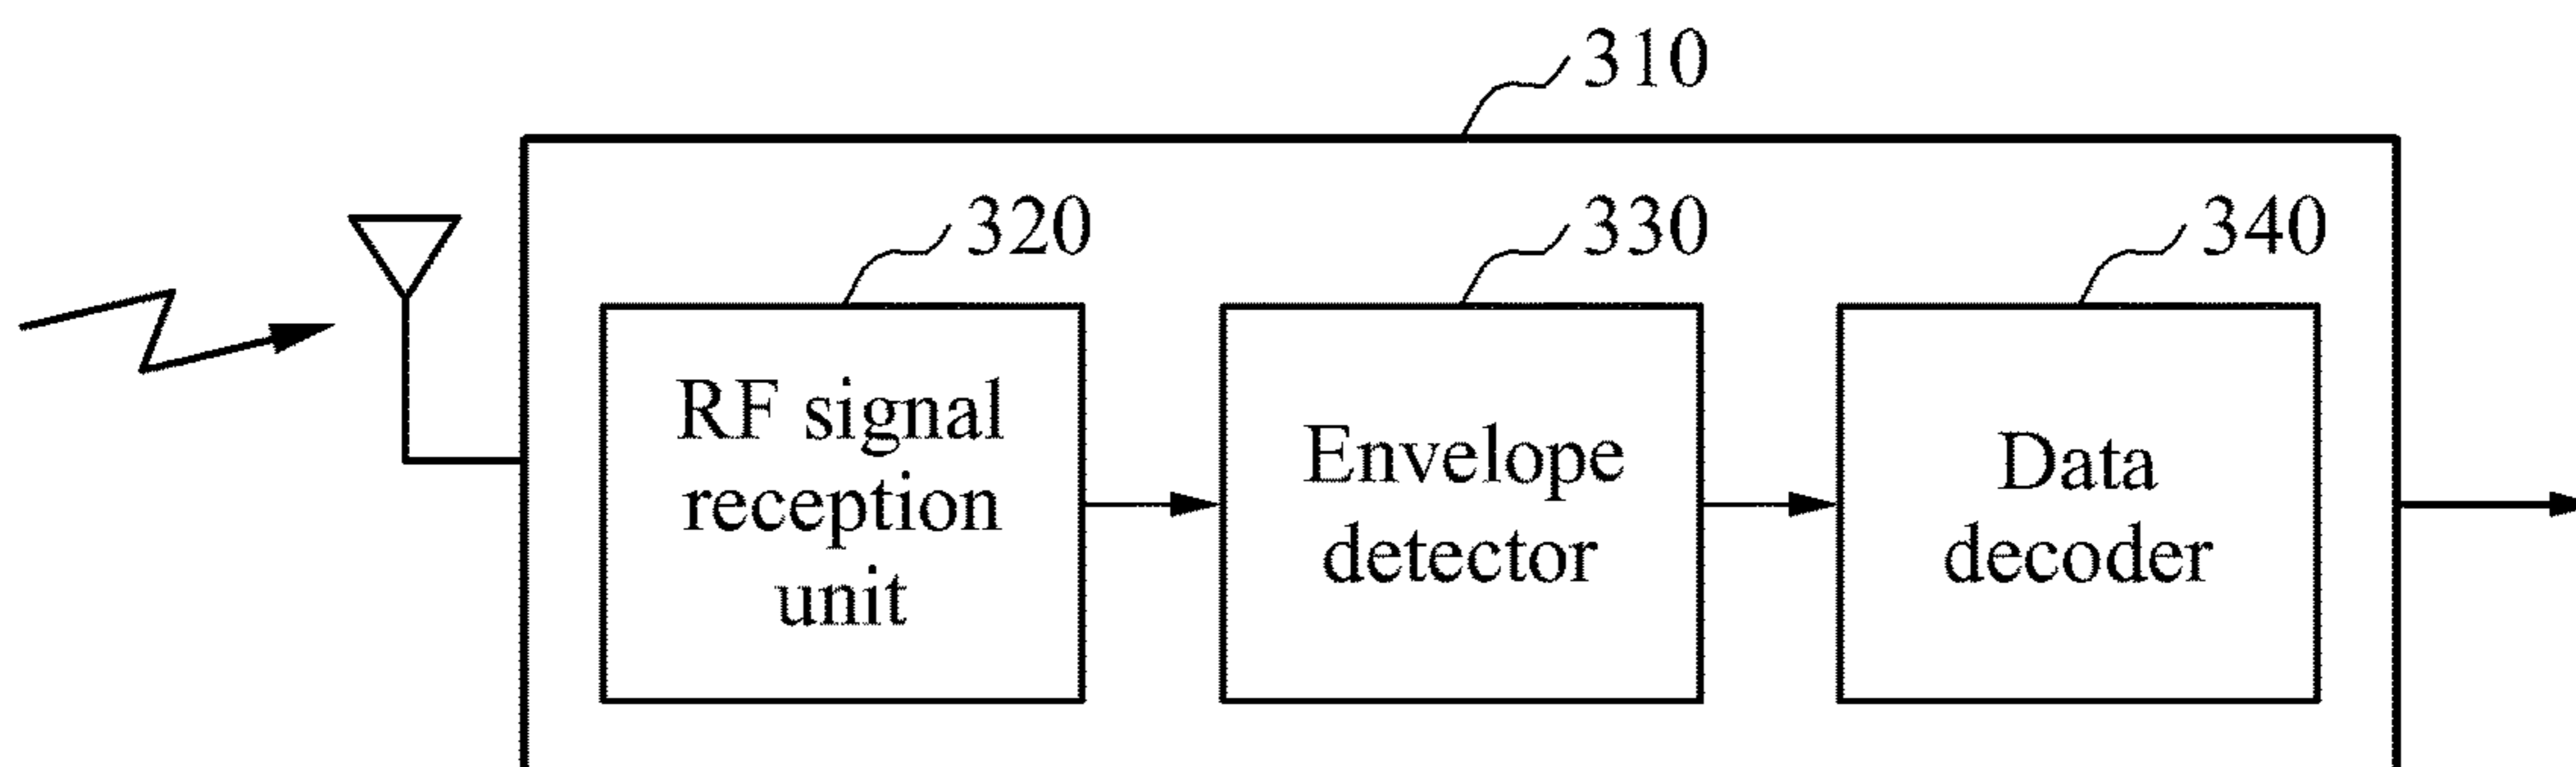 310
320
330
340
RF signal
reception
unit
Envelope
detector
Data
decoder